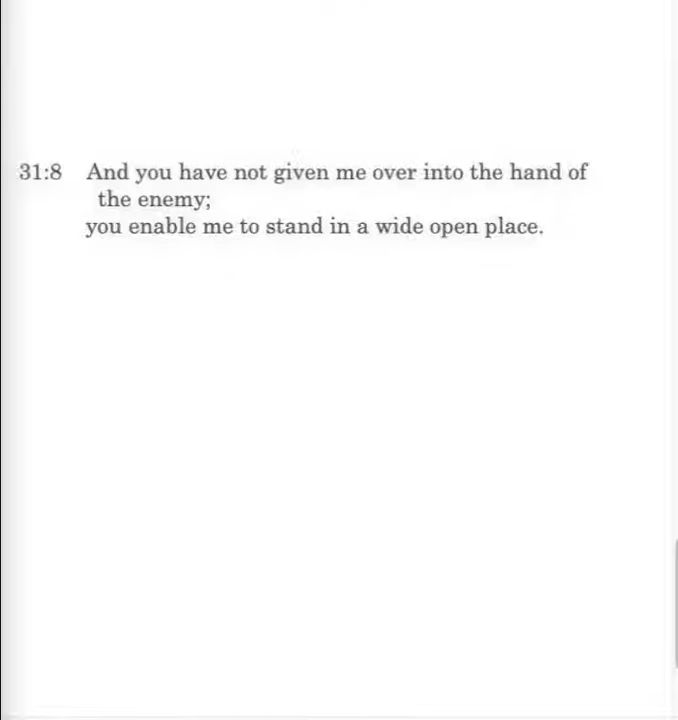 31:8 And you have not given me over into the hand of
the enemy;
you enable me to stand in a wide open place.